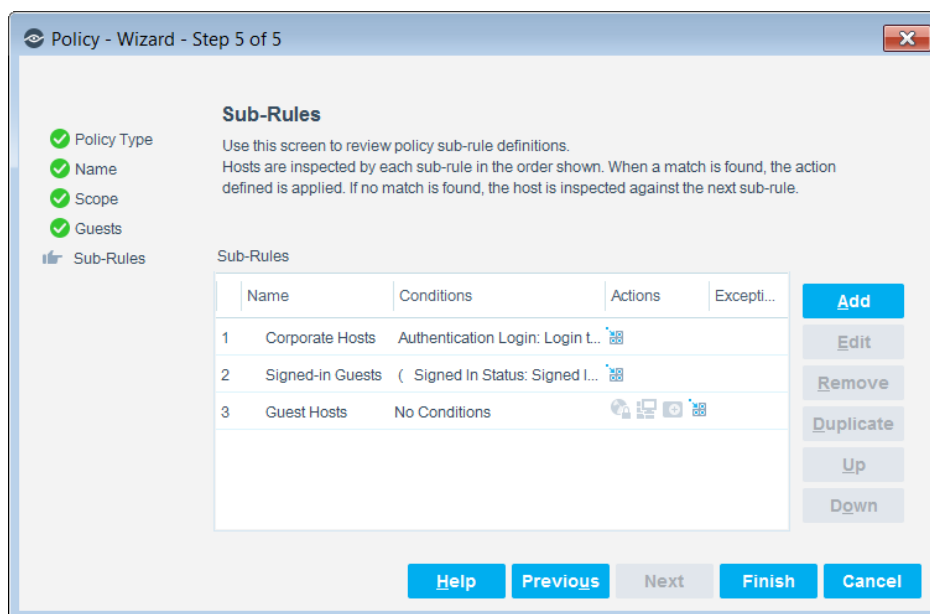 Policy - Wizard - Step 5 of 5
Policy Type
Name
Scope
Guests
Sub-Rules
Sub-Rules
Use this screen to review policy sub-rule definitions.
Hosts are inspected by each sub-rule in the order shown. When a match is found, the action
defined is applied. If no match is found, the host is inspected against the next sub-rule.
Sub-Rules
Name Conditions Actions Excepti...
1 Corporate Hosts Authentication Login: Login t...
2 Signed-in Guests ( Signed In Status: Signed I...
3 Guest Hosts No Conditions
Add
Edit
Remove
Duplicate
Up
Down
Help Previous Next Finish Cancel